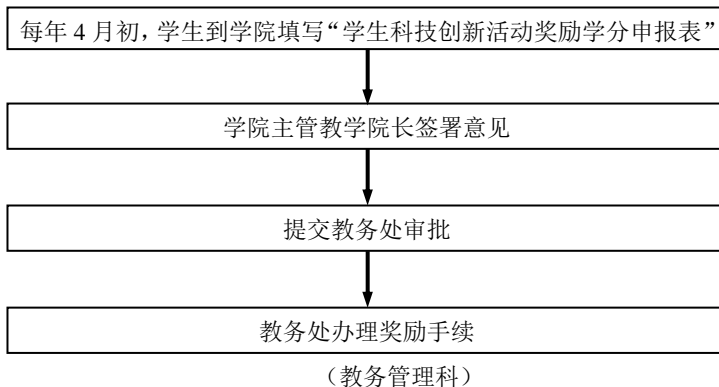 每年 4 月初，学生到学院填写“学生科技创新活动奖励学分申报表”
学院主管教学院长签署意见
提交教务处审批
教务处办理奖励手续
（教务管理科）